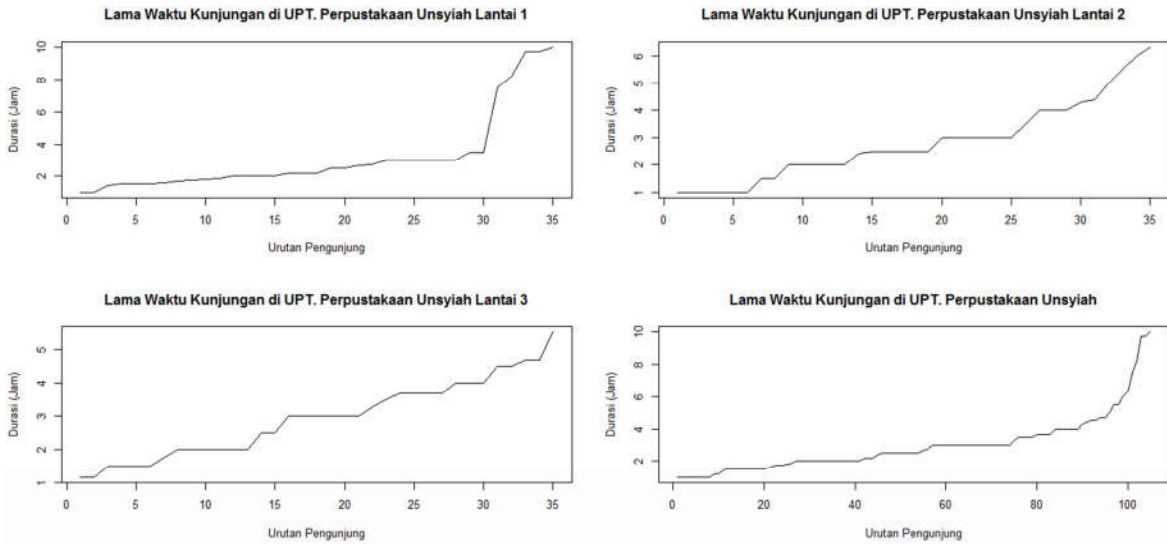 Lama Waktu Kunjungan di UPT. Perpustakaan Unsyiah Lantai 1
Durasi (Jam)
10
8
6
4
2
0 5 10 15 20 25 30 35
Urutan Pengunjung
Lama Waktu Kunjungan di UPT. Perpustakaan Unsyiah Lantai 2
Durasi (Jam)
6
5
4
3
2
1
0 5 10 15 20 25 30 35
Urutan Pengunjung
Lama Waktu Kunjungan di UPT. Perpustakaan Unsyiah Lantai 3
Durasi (Jam)
5
4
3
2
1
0 5 10 15 20 25 30 35
Urutan Pengunjung
Lama Waktu Kunjungan di UPT. Perpustakaan Unsyiah
Durasi (Jam)
10
8
6
4
2
0 20 40 60 80 100
Urutan Pengunjung